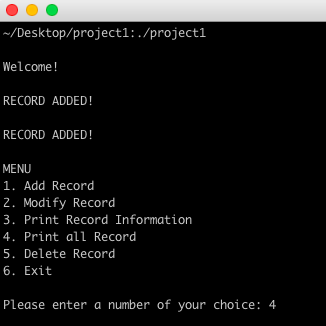 ~/Desktop/project1:./project1
Welcome!
RECORD ADDED!
RECORD ADDED!
MENU
1. Add Record
2. Modify Record
3. Print Record Information
4. Print all Record
5. Delete Record
6. Exit
Please enter a number of your choice: 4